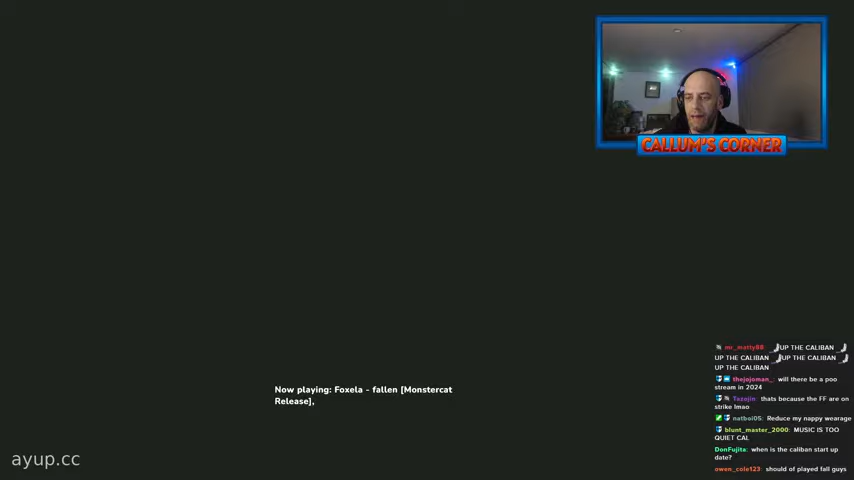 CALLUM'S CORNER
mr_matty88: UP THE CALIBAN
UP THE CALIBAN UP THE CALIBAN
UP THE CALIBAN
thejojoman_: will there be a poo
stream in 2024
Tazajin: thats because the FF are on
strike lmao
natboi05: Reduce my nappy wearage
blunt_master_2000: MUSIC IS TOO
QUIET CAL
DonFujita: when is the caliban start up
date?
owen_cole123: should of played fall guys
Now playing: Foxela - fallen [Monstercat
Release],
ayup.cc